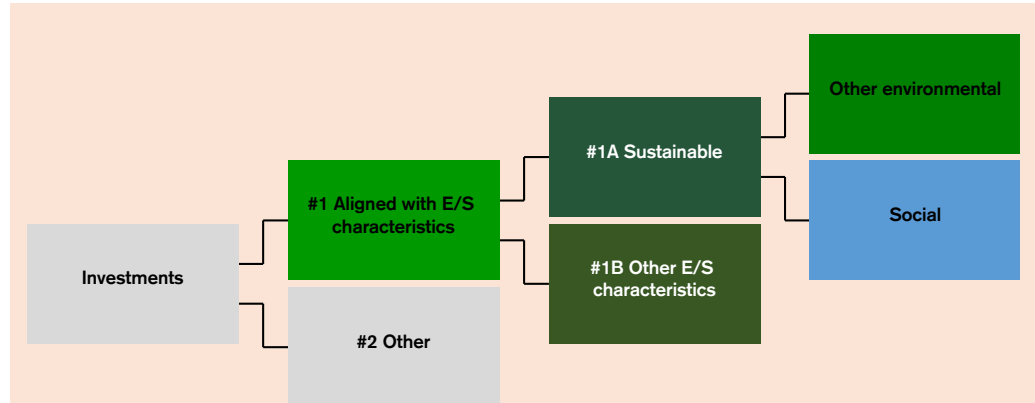 Investments
#1 Aligned with E/S
characteristics
#2 Other
#1A Sustainable
#1B Other E/S
characteristics
Other environmental
Social